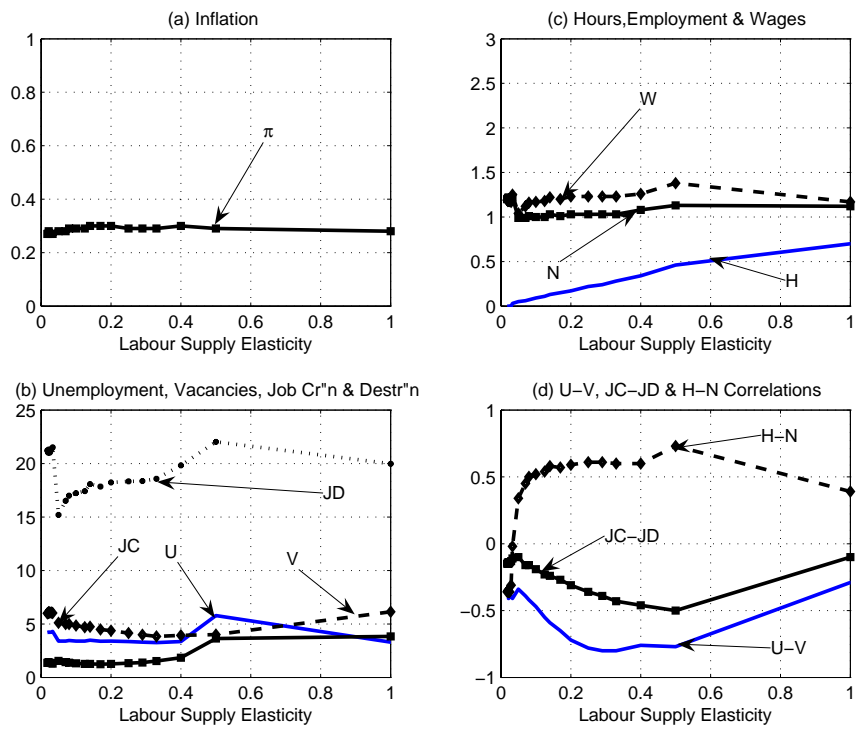 (a) Inflation
1
0.8
0.6
0.4
0.2
0
π
0 0.2 0.4 0.6 0.8 1
Labour Supply Elasticity
(c) Hours,Employment & Wages
3
2.5
2
1.5
1
0.5
0
W
N
H
0 0.2 0.4 0.6 0.8 1
Labour Supply Elasticity
(b) Unemployment, Vacancies, Job Cr"n & Destr"n
25
20
15
10
5
0
JD
JC
U
V
0 0.2 0.4 0.6 0.8 1
Labour Supply Elasticity
(d) U−V, JC−JD & H−N Correlations
1
0.5
0
−0.5
−1
H−N
JC−JD
U−V
0 0.2 0.4 0.6 0.8 1
Labour Supply Elasticity